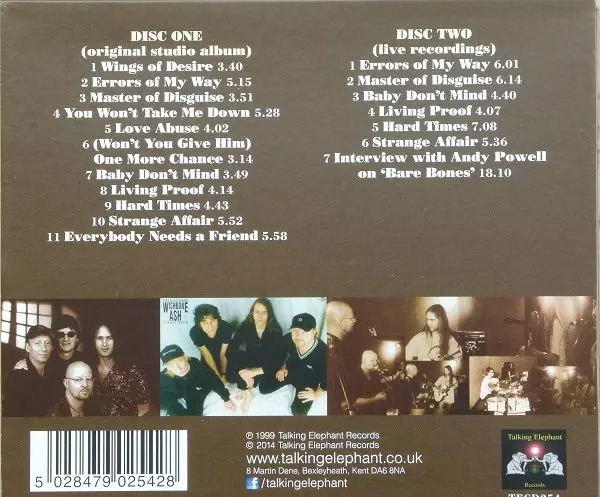 DISC ONE
(original studio album)
1 Wings of Desire 3.40
2 Errors of My Way 5.15
3 Master of Disguise 3.51
4 You Won't Take Me Down 5.28
5 Love Abuse 4.02
6 (Won't You Give Him)
One More Chance 3.14
7 Baby Don't Mind 3.49
8 Living Proof 4.14
9 Hard Times 4.43
10 Strange Affair 5.52
11 Everybody Needs a Friend 5.58
DISC TWO
(live recordings)
1 Errors of My Way 6.01
2 Master of Disguise 6.14
3 Baby Don't Mind 4.40
4 Living Proof 4.07
5 Hard Times 7.08
6 Strange Affair 5.36
7 Interview with Andy Powell
on 'Bare Bones' 18.10
WISHBONE
ASH
5 028479 025428
℗ 1999 Talking Elephant Records
© 2014 Talking Elephant Records
www.talkingelephant.co.uk
8 Martin Dene, Bexleyheath, Kent DA6 8NA
f/talkingelephant
Talking Elephant
Records
TECD254